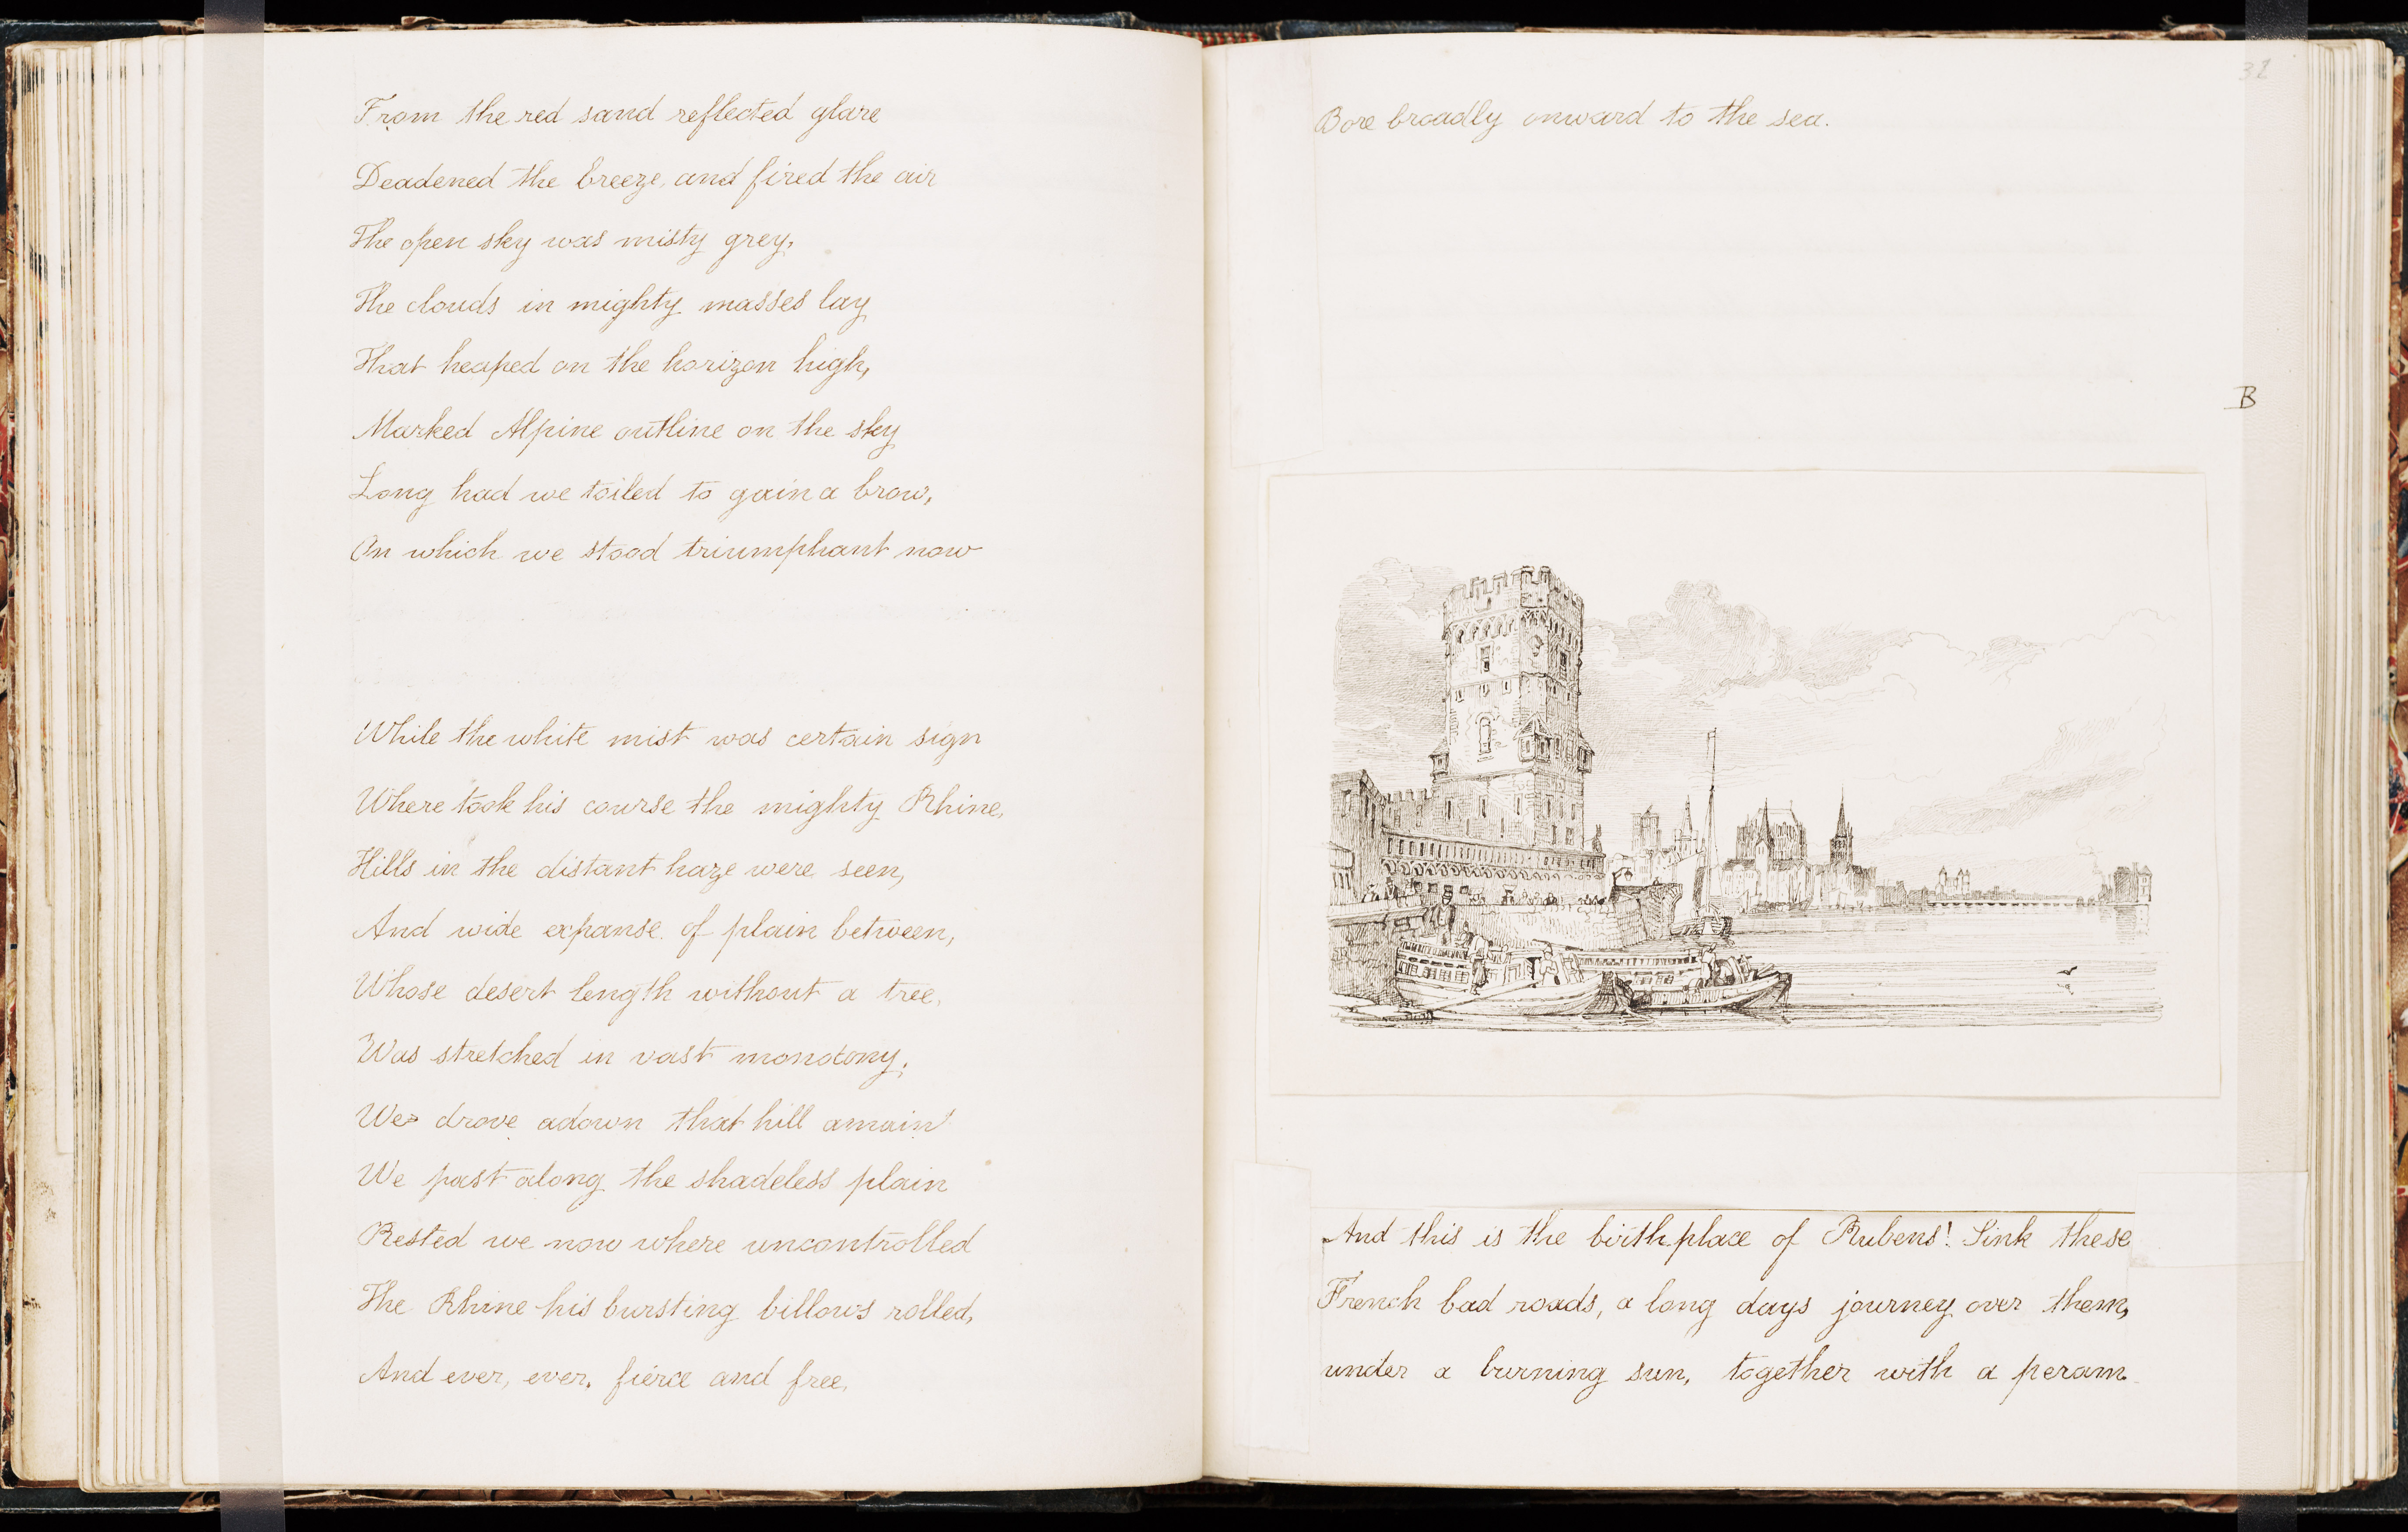 From the red sand reflected glare
Deadened the breeze, and fired the air
The open sky was misty grey,
The clouds in mighty masses lay
That heaped on the horizon high,
Marked Alpine outline on the sky
Long had we toiled to gain a brow,
On which we stood triumphant now
While the white mist was certain sign
Where took his course the mighty Rhine,
Hills in the distant haze were seen,
And wide expanse of plain between,
Whose desert length without a tree,
Was stretched in vast monotony.
We drove adown that hill amain
We past along the shadeless plain
Rested we now where uncontrolled
The Rhine his bursting billows rolled,
And ever, ever, fierce and free,
32
Bore broadly onward to the sea.
B
And this is the birthplace of Rubens! Sink these
French bad roads, a long days journey over them,
under a burning sun, together with a peram